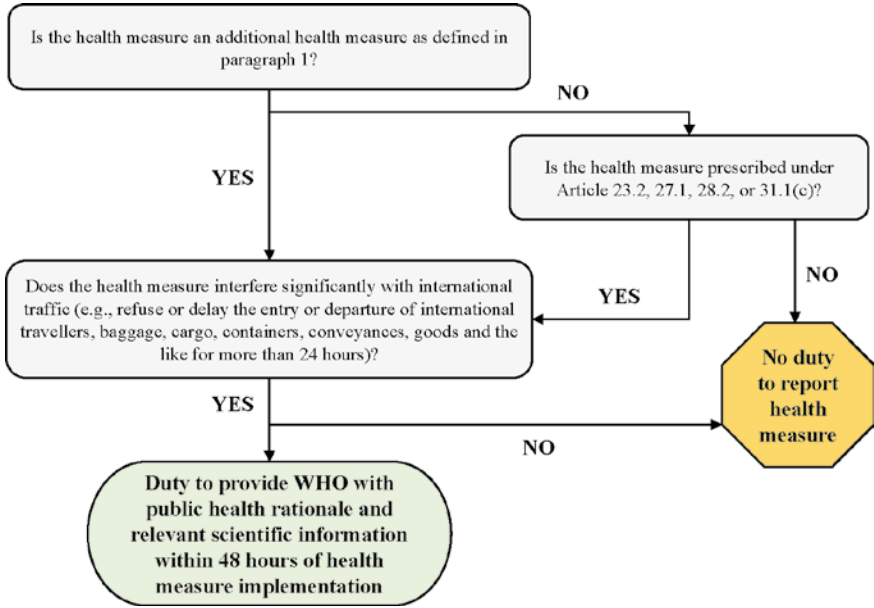 Is the health measure an additional health measure as defined in
paragraph 1?
NO
YES
Is the health measure prescribed under
Article 23.2, 27.1, 28.2, or 31.1(c)?
Does the health measure interfere significantly with international
traffic (e.g., refuse or delay the entry or departure of international
travellers, baggage, cargo, containers, conveyances, goods and the
like for more than 24 hours)?
YES
NO
No duty
to report
health
measure
YES
NO
Duty to provide WHO with
public health rationale and
relevant scientific information
within 48 hours of health
measure implementation